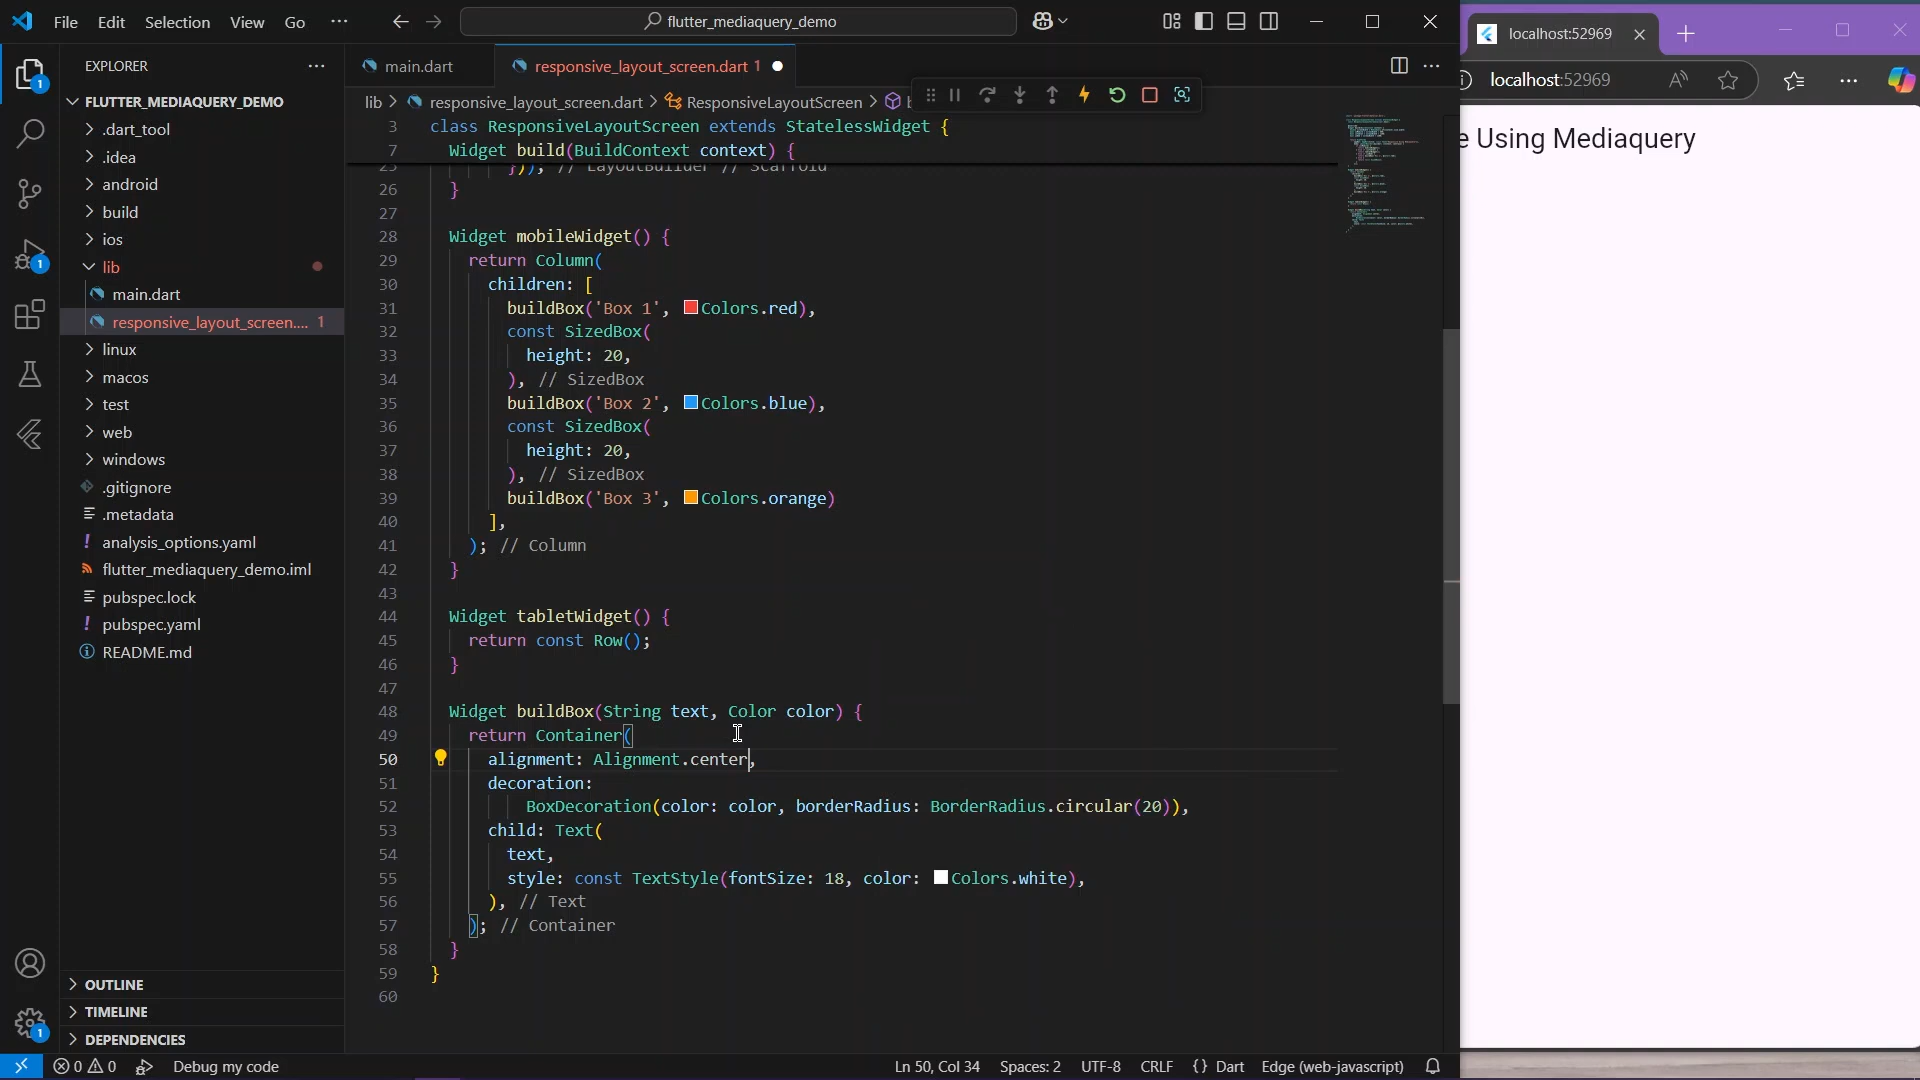 File Edit Selection View Go ··· flutter_mediaquery_demo
EXPLORER ···
FLUTTER_MEDIAQUERY_DEMO
.dart_tool
.idea
android
build
ios
lib
main.dart
responsive_layout_screen.... 1
linux
macos
test
web
windows
.gitignore
.metadata
analysis_options.yaml
flutter_mediaquery_demo.iml
pubspec.lock
pubspec.yaml
README.md
OUTLINE
TIMELINE
DEPENDENCIES
1
1
1
main.dart responsive_layout_screen.dart 1
lib > responsive_layout_screen.dart > ResponsiveLayoutScreen >
3 class ResponsiveLayoutScreen extends StatelessWidget {
7 Widget build(BuildContext context) {
25 })); // LayoutBuilder // Scaffold
26 }
27
28 Widget mobileWidget() {
29 return Column(
30 children: [
31 buildBox('Box 1', Colors.red),
32 const SizedBox(
33 height: 20,
34 ), // SizedBox
35 buildBox('Box 2', Colors.blue),
36 const SizedBox(
37 height: 20,
38 ), // SizedBox
39 buildBox('Box 3', Colors.orange)
40 ],
41 ); // Column
42 }
43
44 Widget tabletWidget() {
45 return const Row();
46 }
47
48 Widget buildBox(String text, Color color) {
49 return Container(
50 alignment: Alignment.center,
51 decoration:
52 BoxDecoration(color: color, borderRadius: BorderRadius.circular(20)),
53 child: Text(
54 text,
55 style: const TextStyle(fontSize: 18, color: Colors.white),
56 ), // Text
57 ); // Container
58 }
59 }
60
0 0 Debug my code Ln 50, Col 34 Spaces: 2 UTF-8 CRLF {} Dart Edge (web-javascript)
localhost:52969
localhost:52969
e Using Mediaquery